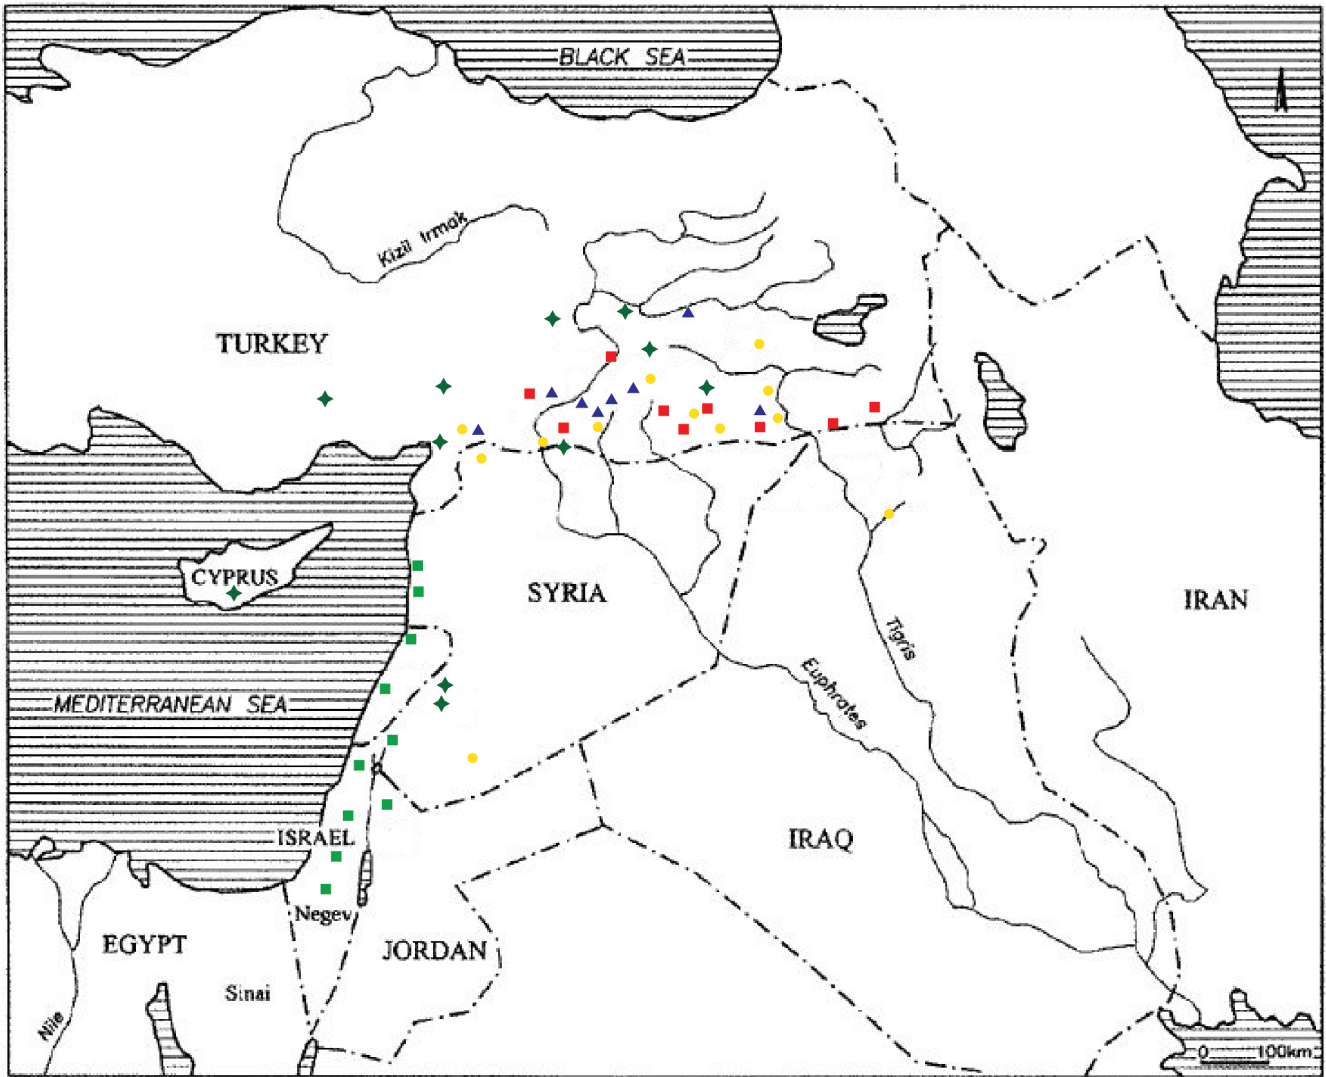 BLACK SEA
Kizil Irmak
TURKEY
CYPRUS
SYRIA
IRAN
Tigris
MEDITERRANEAN SEA
Euphrates
ISRAEL
IRAQ
Negev
EGYPT
JORDAN
Sinai
Nile
0 100km